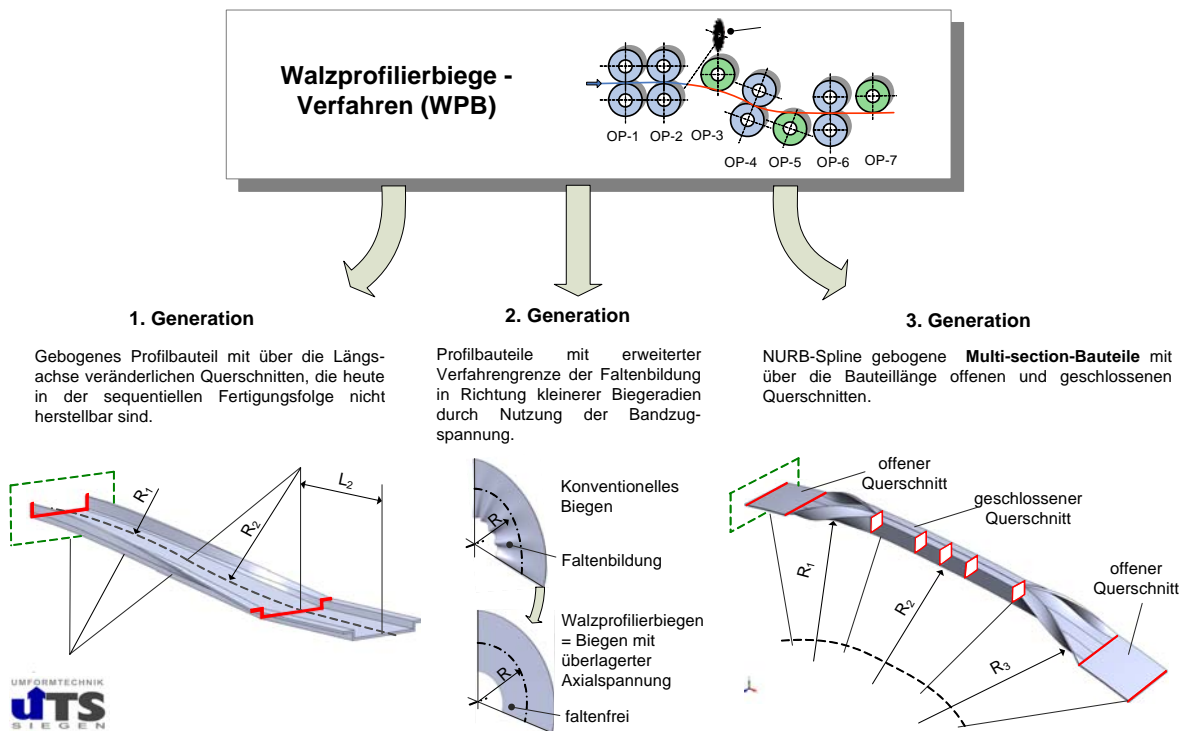 Walzprofilierbiege -
Verfahren (WPB)
OP-1 OP-2 OP-3
OP-4 OP-5 OP-6 OP-7
1. Generation
Gebogenes Profilbauteil mit über die Längs-
achse veränderlichen Querschnitten, die heute
in der sequentiellen Fertigungsfolge nicht
herstellbar sind.
R1
R2
L2
2. Generation
Profilbauteile mit erweiterter
Verfahrengrenze der Faltenbildung
in Richtung kleinerer Biegeradien
durch Nutzung der Bandzug-
spannung.
Konventionelles
Biegen
R
Faltenbildung
Walzprofilierbiegen
= Biegen mit
überlagerter
Axialspannung
R
faltenfrei
3. Generation
NURB-Spline gebogene Multi-section-Bauteile mit
über die Bauteillänge offenen und geschlossenen
Querschnitten.
offener
Querschnitt
geschlossener
Querschnitt
offener
Querschnitt
R1
R2
R3
UMFORMTECHNIK
UTS
SIEGEN